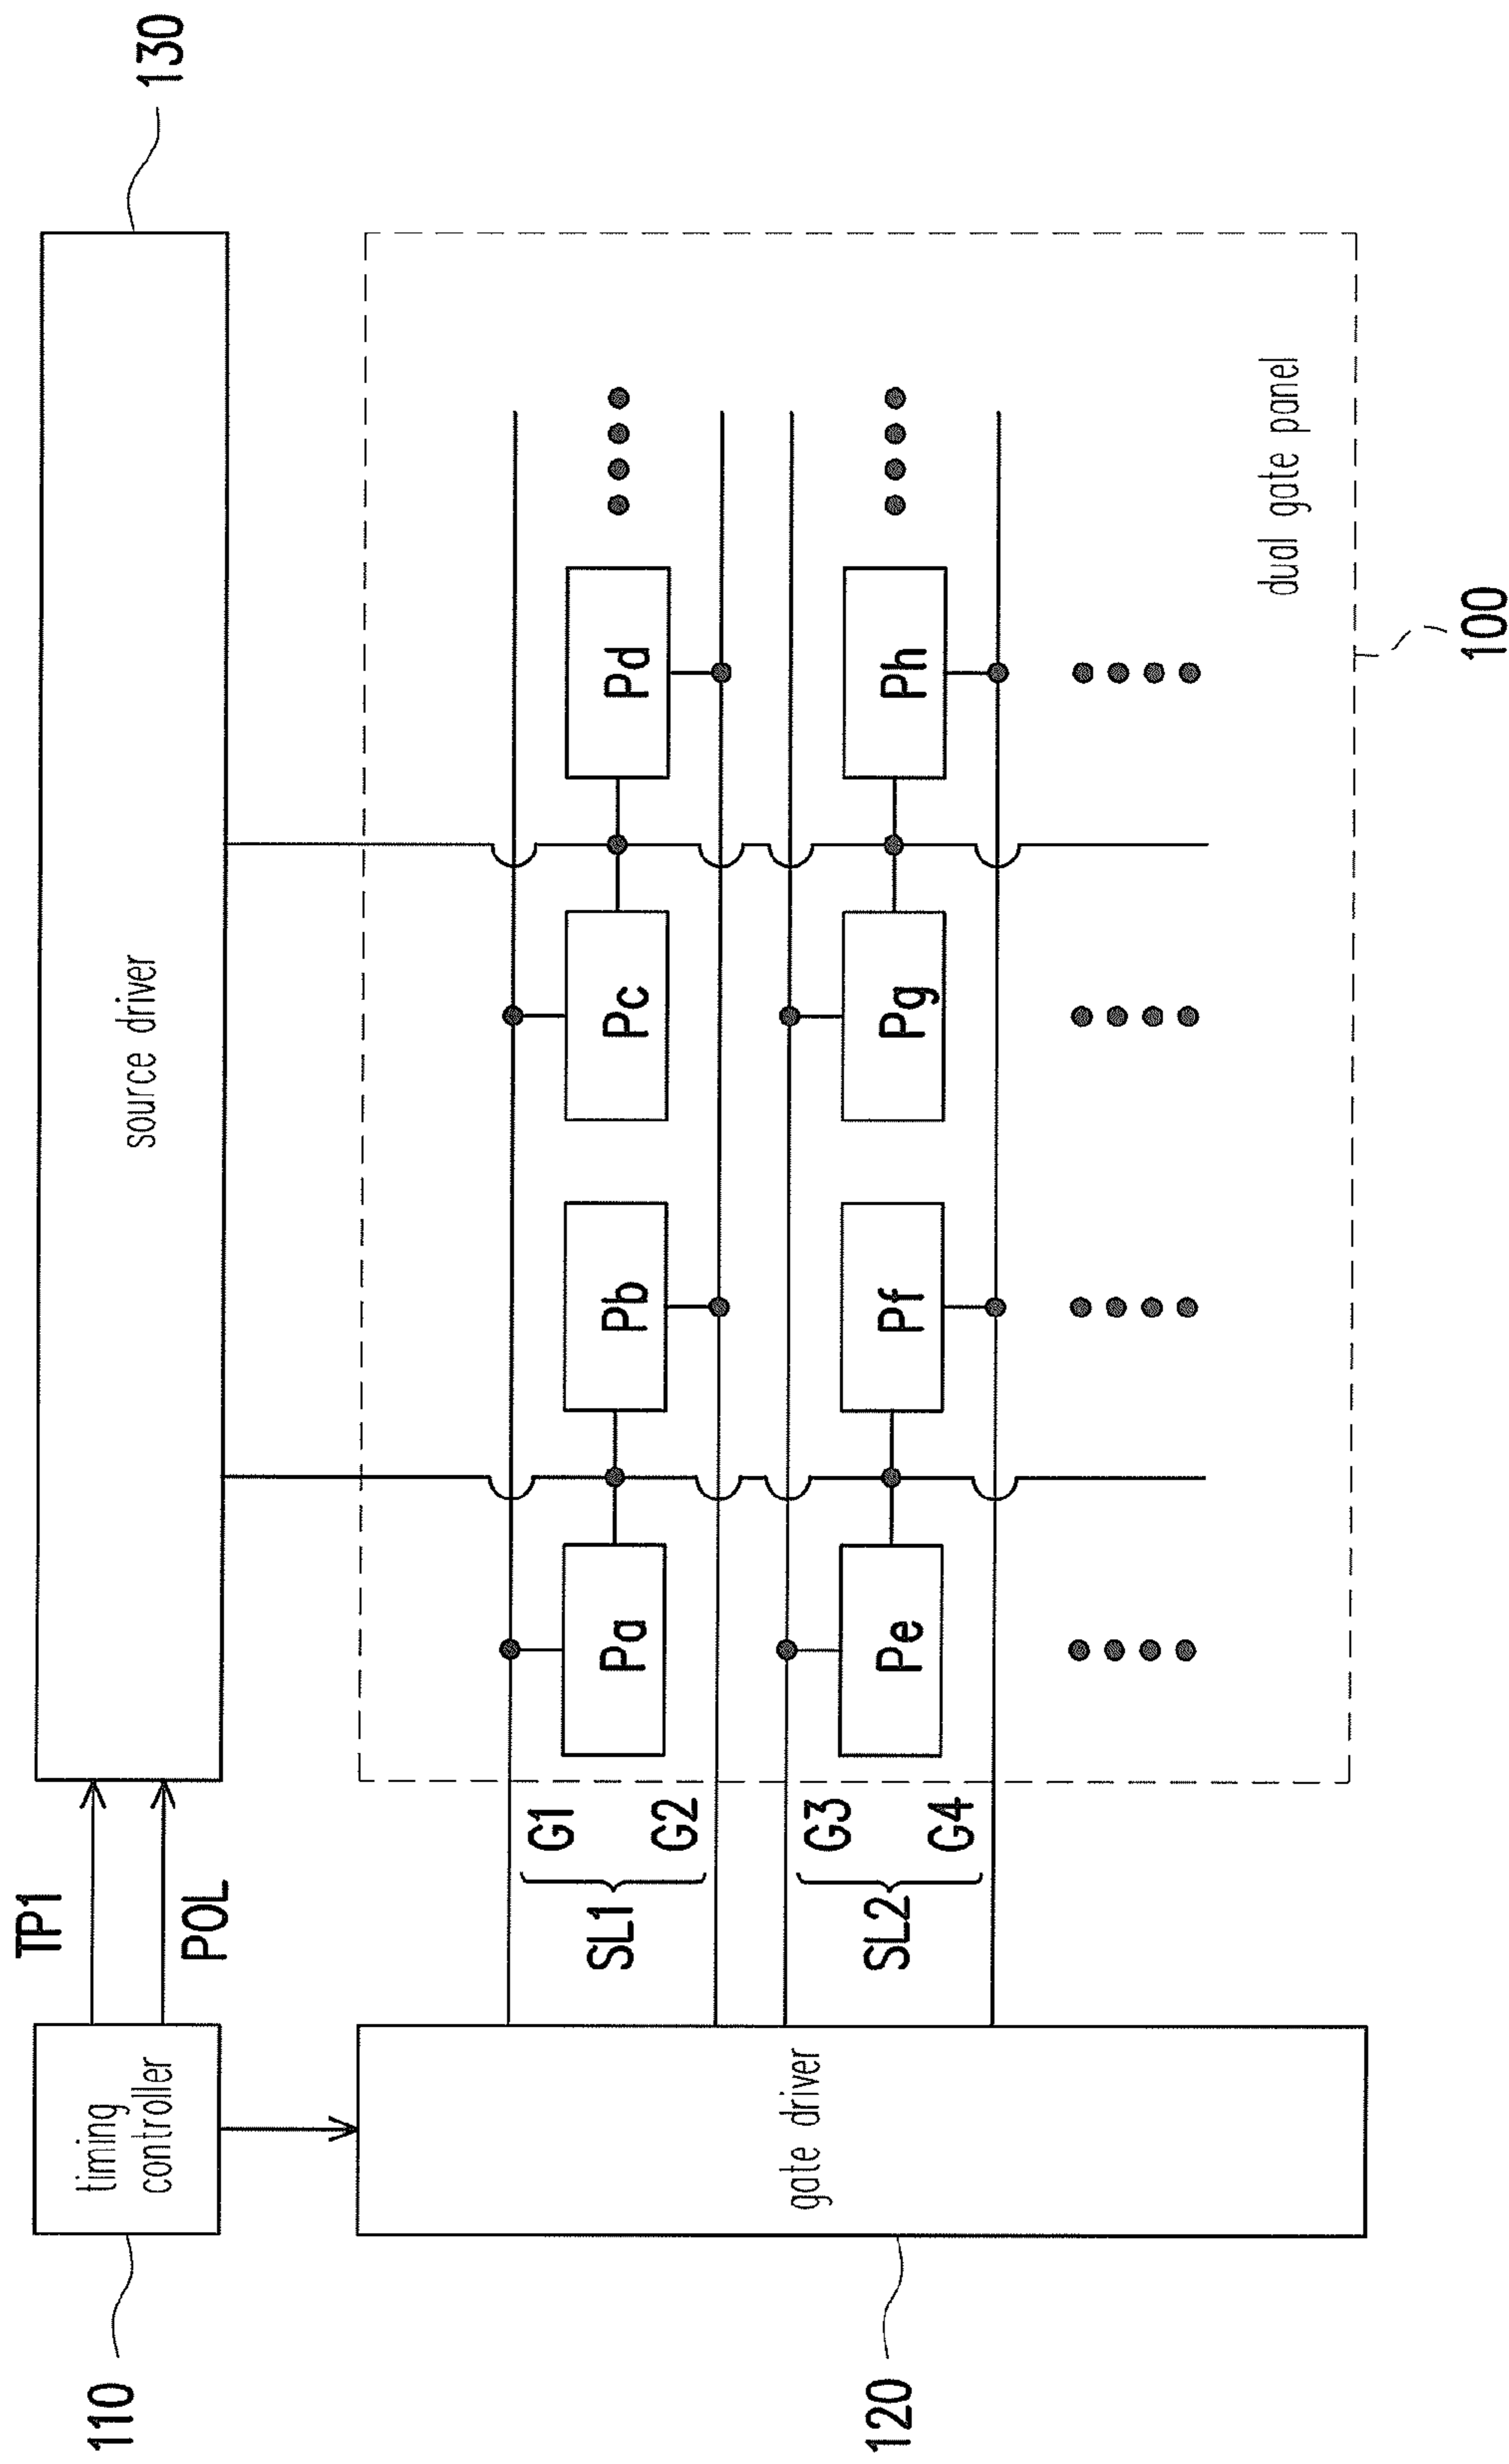 110
timing
controller
TP1
POL
source driver
130
120
gate driver
SL1
G1
G2
SL2
G3
G4
Pa
Pb
Pc
Pd
Pe
Pf
Pg
Ph
dual gate panel
100